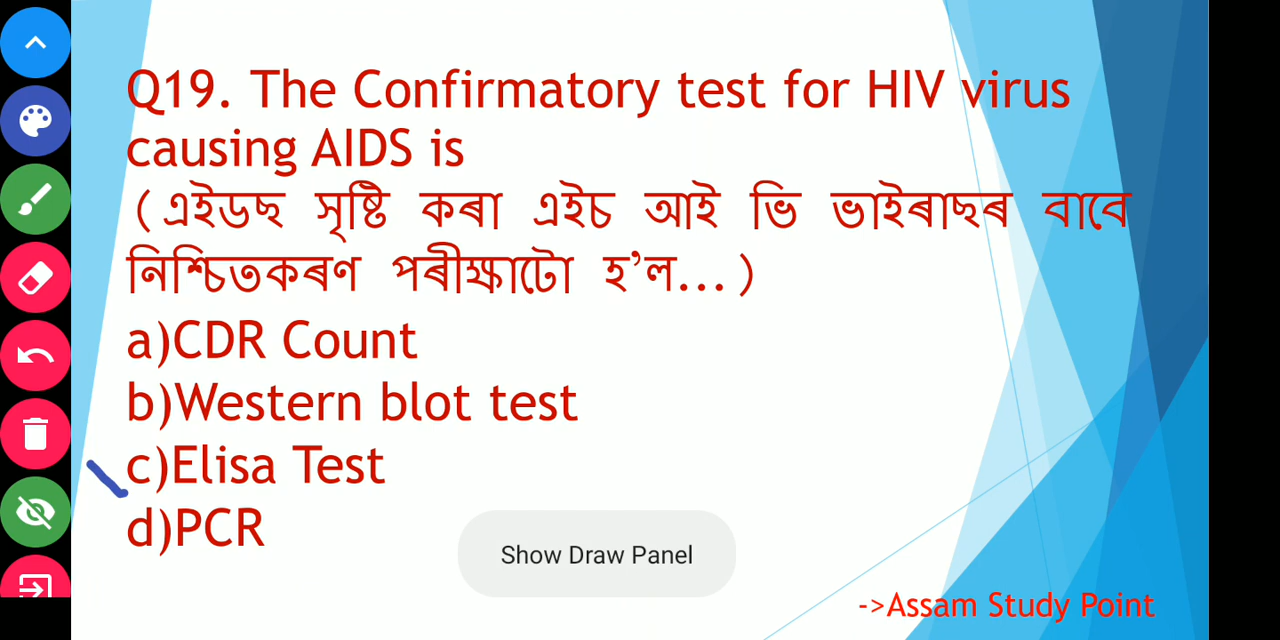 Q19. The Confirmatory test for HIV virus
causing AIDS is
(এইডছ সৃষ্টি কৰা এইচ আই ভি ভাইৰাছৰ বাবে
নিশ্চিতকৰণ পৰীক্ষাটো হ’ল...)
a)CDR Count
b)Western blot test
c)Elisa Test
d)PCR
Show Draw Panel
->Assam Study Point